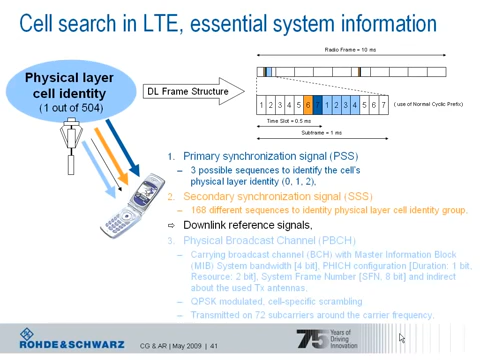 Cell search in LTE, essential system information
Radio Frame = 10 ms
Physical layer
cell identity
(1 out of 504)
DL Frame Structure
1 2 3 4 5 6 7 1 2 3 4 5 6 7
( use of Normal Cyclic Prefix)
Time Slot = 0.5 ms
Subframe = 1 ms
1. Primary synchronization signal (PSS)
– 3 possible sequences to identify the cell's
physical layer identity (0, 1, 2),
2. Secondary synchronization signal (SSS)
– 168 different sequences to identity physical layer cell identity group.
⇨ Downlink reference signals,
3. Physical Broadcast Channel (PBCH)
– Carrying broadcast channel (BCH) with Master Information Block
(MIB) System bandwidth [4 bit], PHICH configuration [Duration: 1 bit,
Resource: 2 bit], System Frame Number [SFN, 8 bit] and indirect
about the used Tx antennas.
– QPSK modulated, cell-specific scrambling
– Transmitted on 72 subcarriers around the carrier frequency.
ROHDE&SCHWARZ
CG & AR | May 2009 | 41
75 Years of
Driving
Innovation